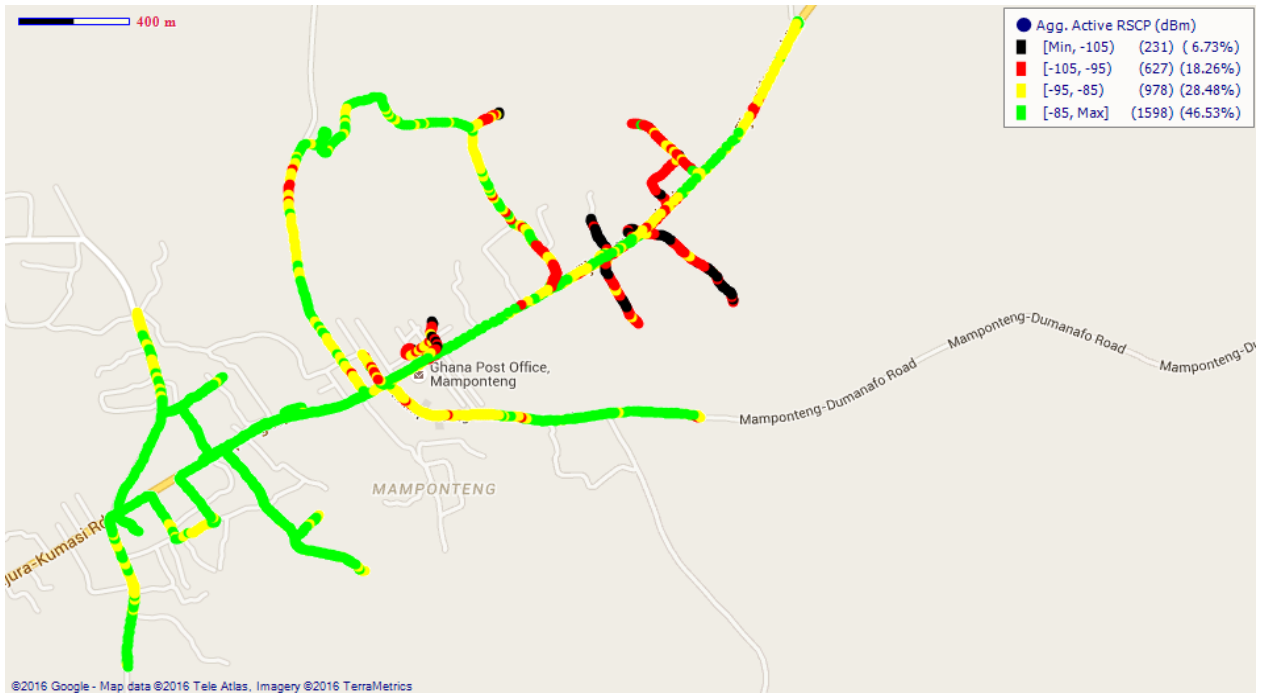 400 m
Agg. Active RSCP (dBm)
[Min, -105) (231) ( 6.73%)
[-105, -95) (627) (18.26%)
[-95, -85) (978) (28.48%)
[-85, Max] (1598) (46.53%)
Mamponteng-Dumanafo Road
Mamponteng-Du
Ghana Post Office,
Mamponteng
Mamponteng-Dumanafo Road
MAMPONTENG
jura-Kumasi Rd
©2016 Google - Map data ©2016 Tele Atlas, Imagery ©2016 TerraMetrics